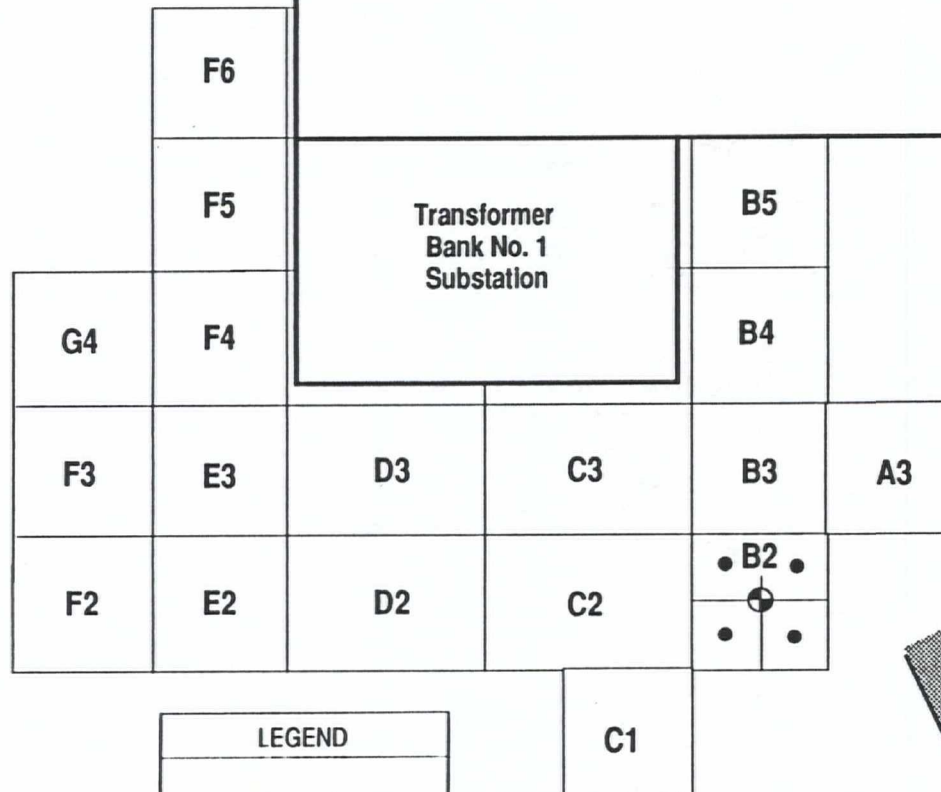 F6
F5
Transformer
Bank No. 1
Substation
B5
G4
F4
B4
F3
E3
D3
C3
B3
A3
F2
E2
D2
C2
B2
LEGEND
C1